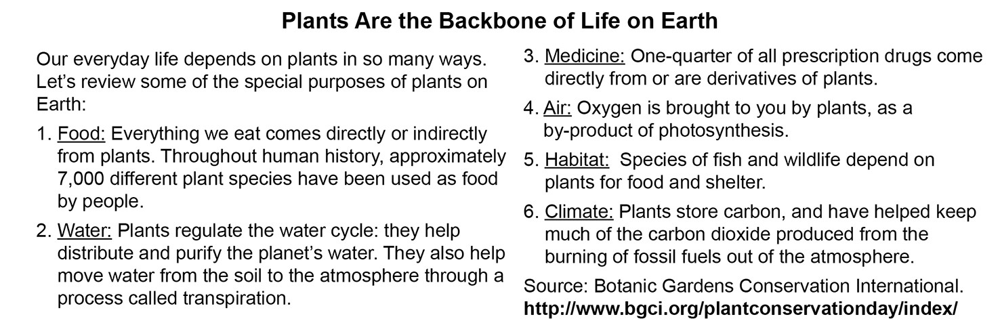 Plants Are the Backbone of Life on Earth
Our everyday life depends on plants in so many ways.
Let’s review some of the special purposes of plants on
Earth:
1. Food: Everything we eat comes directly or indirectly
from plants. Throughout human history, approximately
7,000 different plant species have been used as food
by people.
2. Water: Plants regulate the water cycle: they help
distribute and purify the planet’s water. They also help
move water from the soil to the atmosphere through a
process called transpiration.
3. Medicine: One-quarter of all prescription drugs come
directly from or are derivatives of plants.
4. Air: Oxygen is brought to you by plants, as a
by-product of photosynthesis.
5. Habitat:  Species of fish and wildlife depend on
plants for food and shelter.
6. Climate: Plants store carbon, and have helped keep
much of the carbon dioxide produced from the
burning of fossil fuels out of the atmosphere.
Source: Botanic Gardens Conservation International.
http://www.bgci.org/plantconservationday/index/